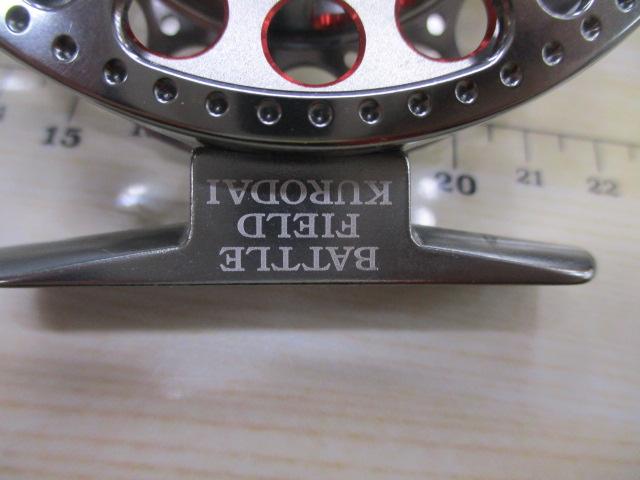 BATTLE
FIELD
KURODAI
15
20 21 22